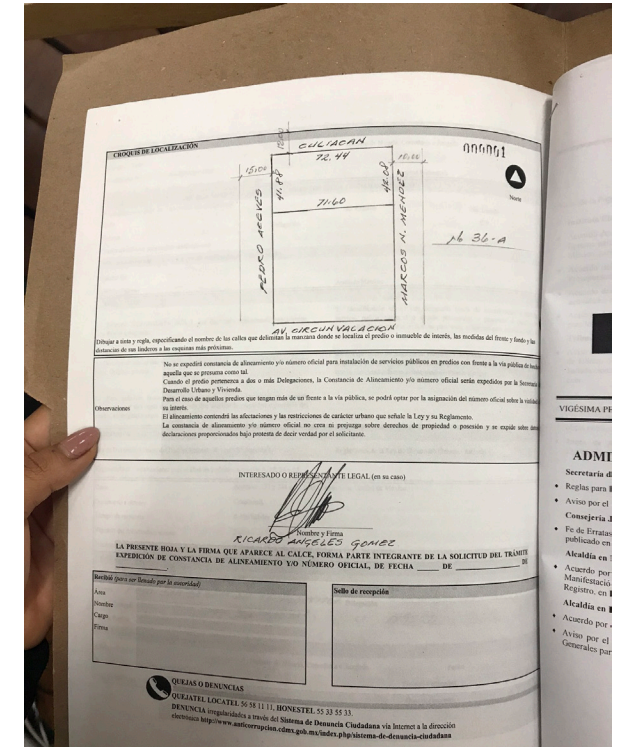 CROQUIS DE LOCALIZACIÓN
CULIACAN
72.44
15.00
41.88
42.08
71.60
PEDRO ACEVES
MARCOS N. MENDEZ
000001
Norte
36-A
AV. CIRCUNVALACION
Dibujar a tinta y regla, especificando el nombre de las calles que delimitan la manzana donde se localiza el predio o inmueble de interés, las medidas del frente y fondo y las
distancias de sus linderos a las esquinas más próximas.
No se expedirá constancia de alineamiento y/o número oficial para instalación de servicios públicos en predios con frente a la vía pública de
aquella que se presuma como tal.
Cuando el predio pertenezca a dos o más Delegaciones, la Constancia de Alineamiento y/o número oficial serán expedidos por la Secretaría
Desarrollo Urbano y Vivienda.
Para el caso de aquellos predios que tengan más de un frente a la vía pública, se podrá optar por la asignación del número oficial sobre la vialidad
Observaciones
su interés.
El alineamiento contendrá las afectaciones y las restricciones de carácter urbano que señale la Ley y su Reglamento.
La constancia de alineamiento y/o número oficial no crea ni prejuzga sobre derechos de propiedad o posesión y se expide sobre
declaraciones proporcionados bajo protesta de decir verdad por el solicitante.
INTERESADO O REPRESENTANTE LEGAL (en su caso)
Nombre y Firma
RICARDO ANGELES GOMEZ
LA PRESENTE HOJA Y LA FIRMA QUE APARECE AL CALCE, FORMA PARTE INTEGRANTE DE LA SOLICITUD DEL TRÁMITE
EXPEDICIÓN DE CONSTANCIA DE ALINEAMIENTO Y/O NÚMERO OFICIAL, DE FECHA ____ DE ____ DE
Recibió (para ser llenado por la autoridad)
Área
Nombre
Cargo
Firma
Sello de recepción
QUEJAS O DENUNCIAS
QUEJATEL LOCATEL 56 58 11 11, HONESTEL 55 33 55 33.
DENUNCIA irregularidades a través del Sistema de Denuncia Ciudadana vía Internet a la dirección
electrónica http://www.anticorrupcion.cdmx.gob.mx/index.php/sistema-de-denuncia-ciudadana
VIGÉSIMA
ADMI
Secretaría d
• Reglas para
• Aviso por el
Consejería J
• Fe de Erratas
publicado en
Alcaldía en
• Acuerdo por
Manifestació
Registro, en
Alcaldía en
• Acuerdo por
• Aviso por el
Generales par